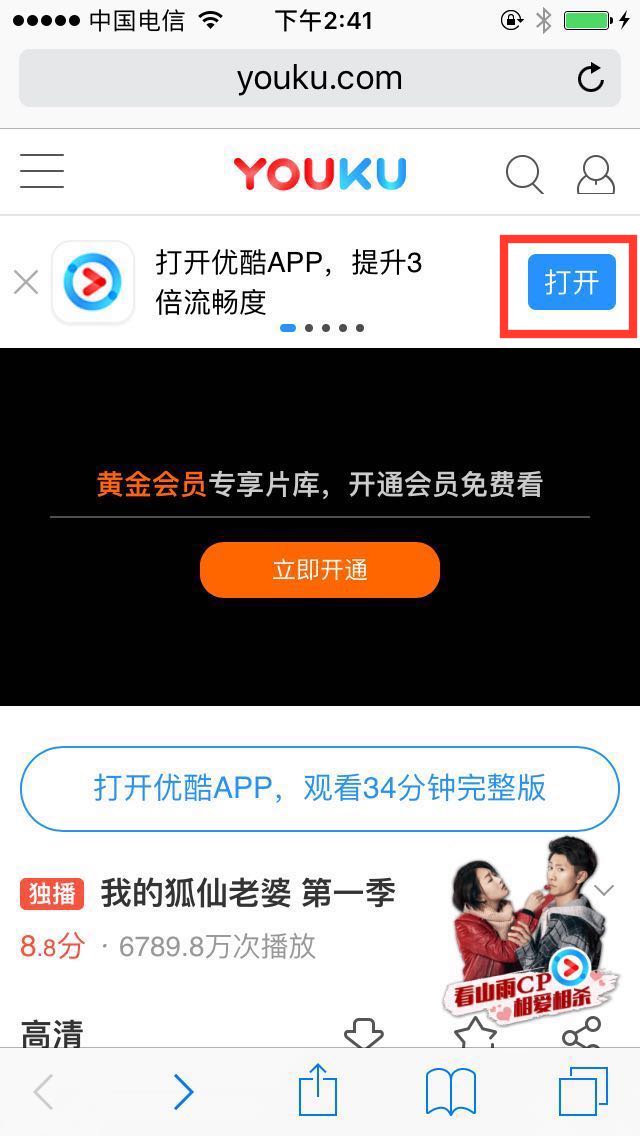 中国电信
下午2:41
youku.com
YOUKU
打开优酷APP，提升3
倍流畅度
打开
黄金会员专享片库，开通会员免费看
立即开通
打开优酷APP，观看34分钟完整版
独播 我的狐仙老婆 第一季
8.8分 · 6789.8万次播放
看山雨CP
相爱相杀
高清